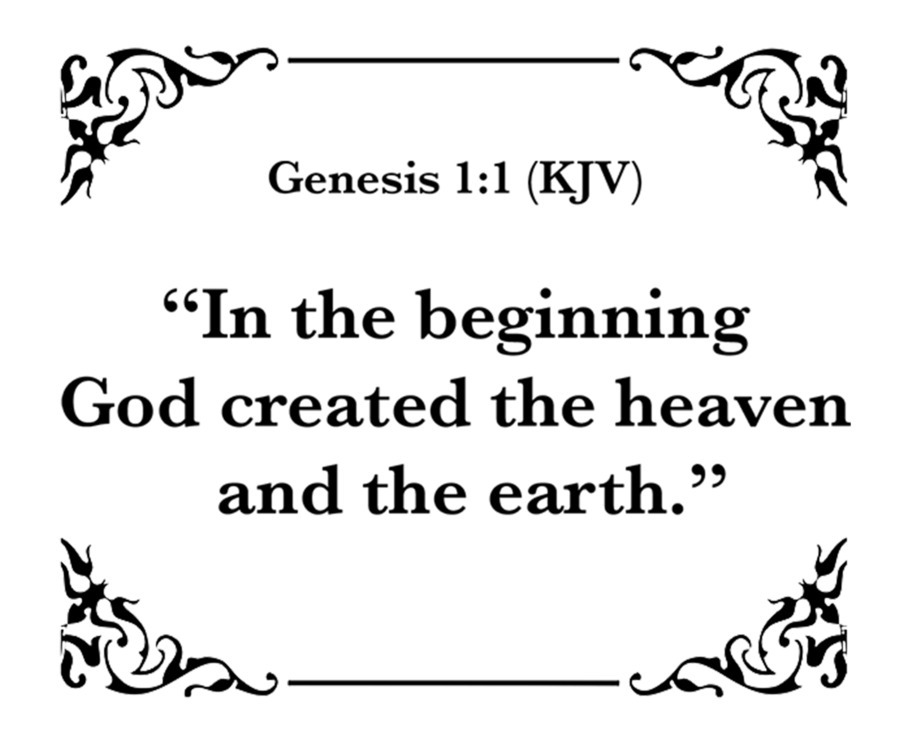 Genesis 1:1 (KJV)
“In the beginning
God created the heaven
and the earth.”